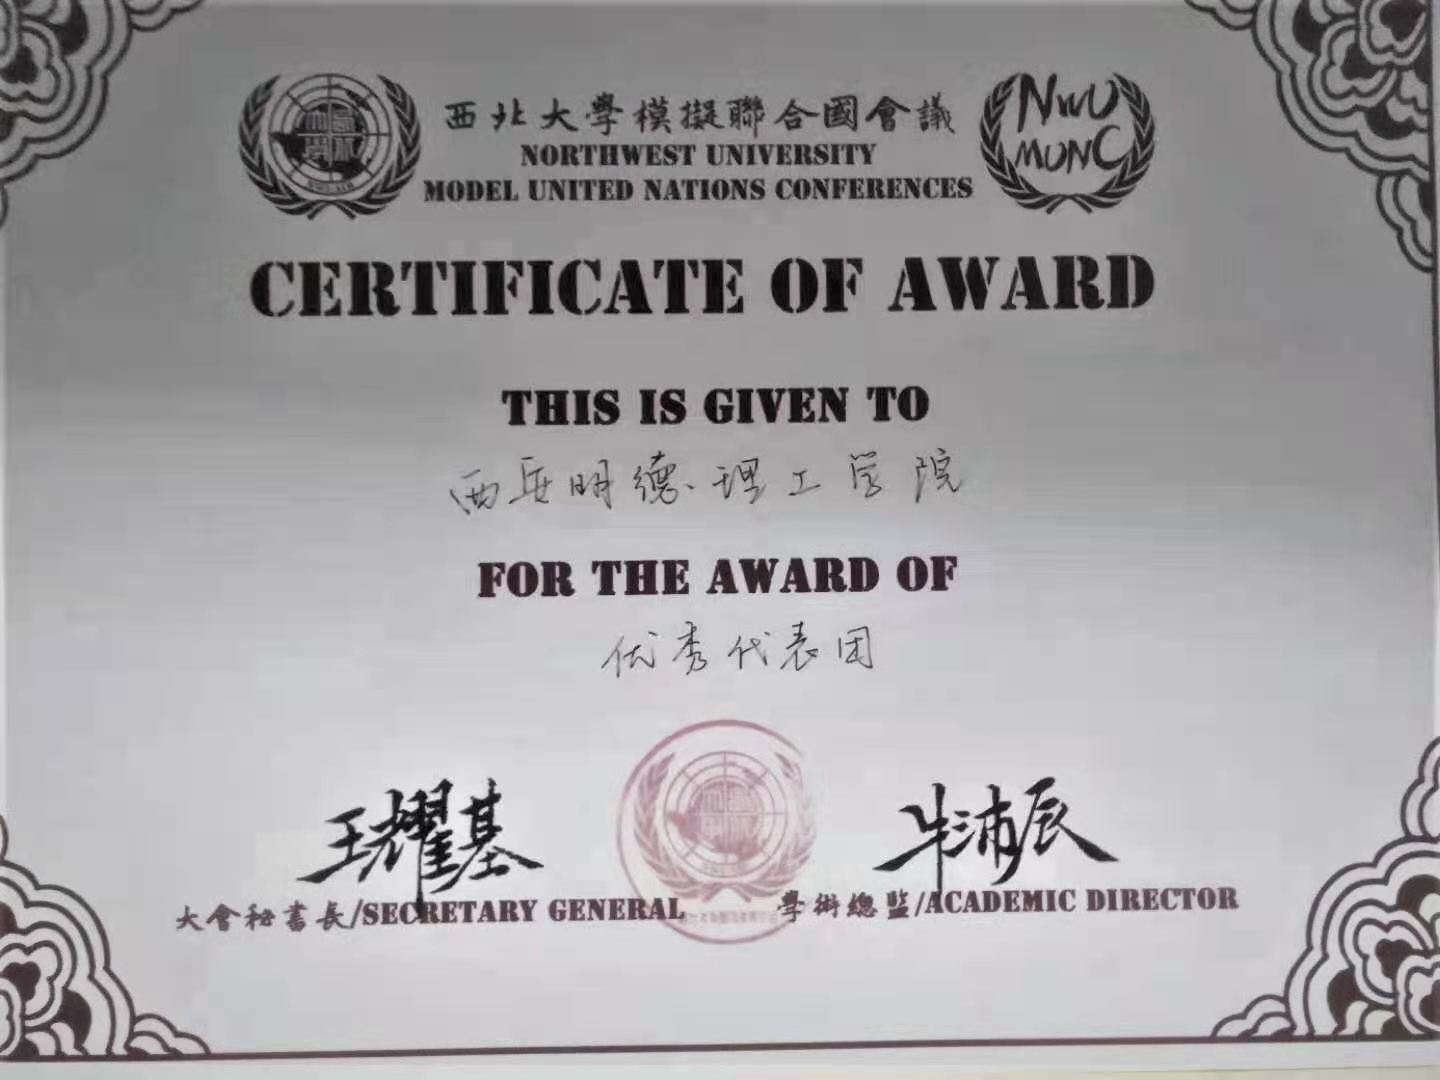 西北大學模擬聯合國會議
NORTHWEST UNIVERSITY
MODEL UNITED NATIONS CONFERENCES
NWU
MUNC
CERTIFICATE OF AWARD
THIS IS GIVEN TO
西安明德理工学院
FOR THE AWARD OF
优秀代表团
王耀基
牛沛辰
大會秘書長/SECRETARY GENERAL
學術總監/ACADEMIC DIRECTOR